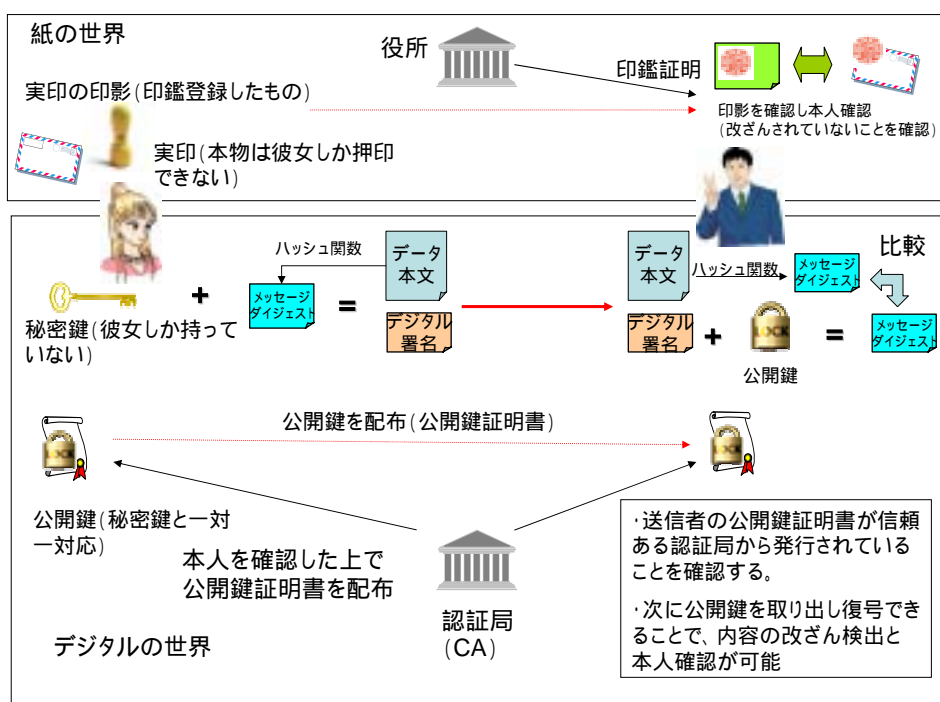 紙の世界
役所
印鑑証明
実印の印影(印鑑登録したもの)
印影を確認し本人確認
(改ざんされていないことを確認)
実印(本物は彼女しか押印
できない)
ハッシュ関数
データ
本文
メッセージ
ダイジェスト
+
=
デジタル
署名
秘密鍵(彼女しか持って
いない)
データ
本文
ハッシュ関数
メッセージ
ダイジェスト
比較
デジタル
署名
+
LOCK
=
メッセージ
ダイジェスト
公開鍵
公開鍵を配布(公開鍵証明書)
LOCK
LOCK
公開鍵(秘密鍵と一対
一対応)
本人を確認した上で
公開鍵証明書を配布
認証局
(CA)
・送信者の公開鍵証明書が信頼
ある認証局から発行されている
ことを確認する。
・次に公開鍵を取り出し復号でき
ることで、内容の改ざん検出と
本人確認が可能
デジタルの世界